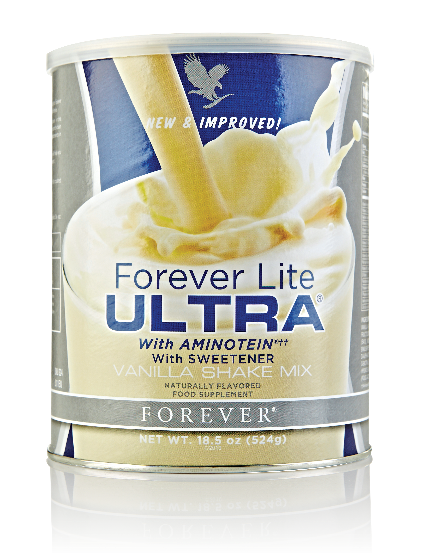 NEW & IMPROVED!
Forever Lite
ULTRA®
With AMINOTEIN
With SWEETENER
VANILLA SHAKE MIX
NATURALLY FLAVORED
FOOD SUPPLEMENT
FOREVER®
NET WT. 18.5 oz (524g)